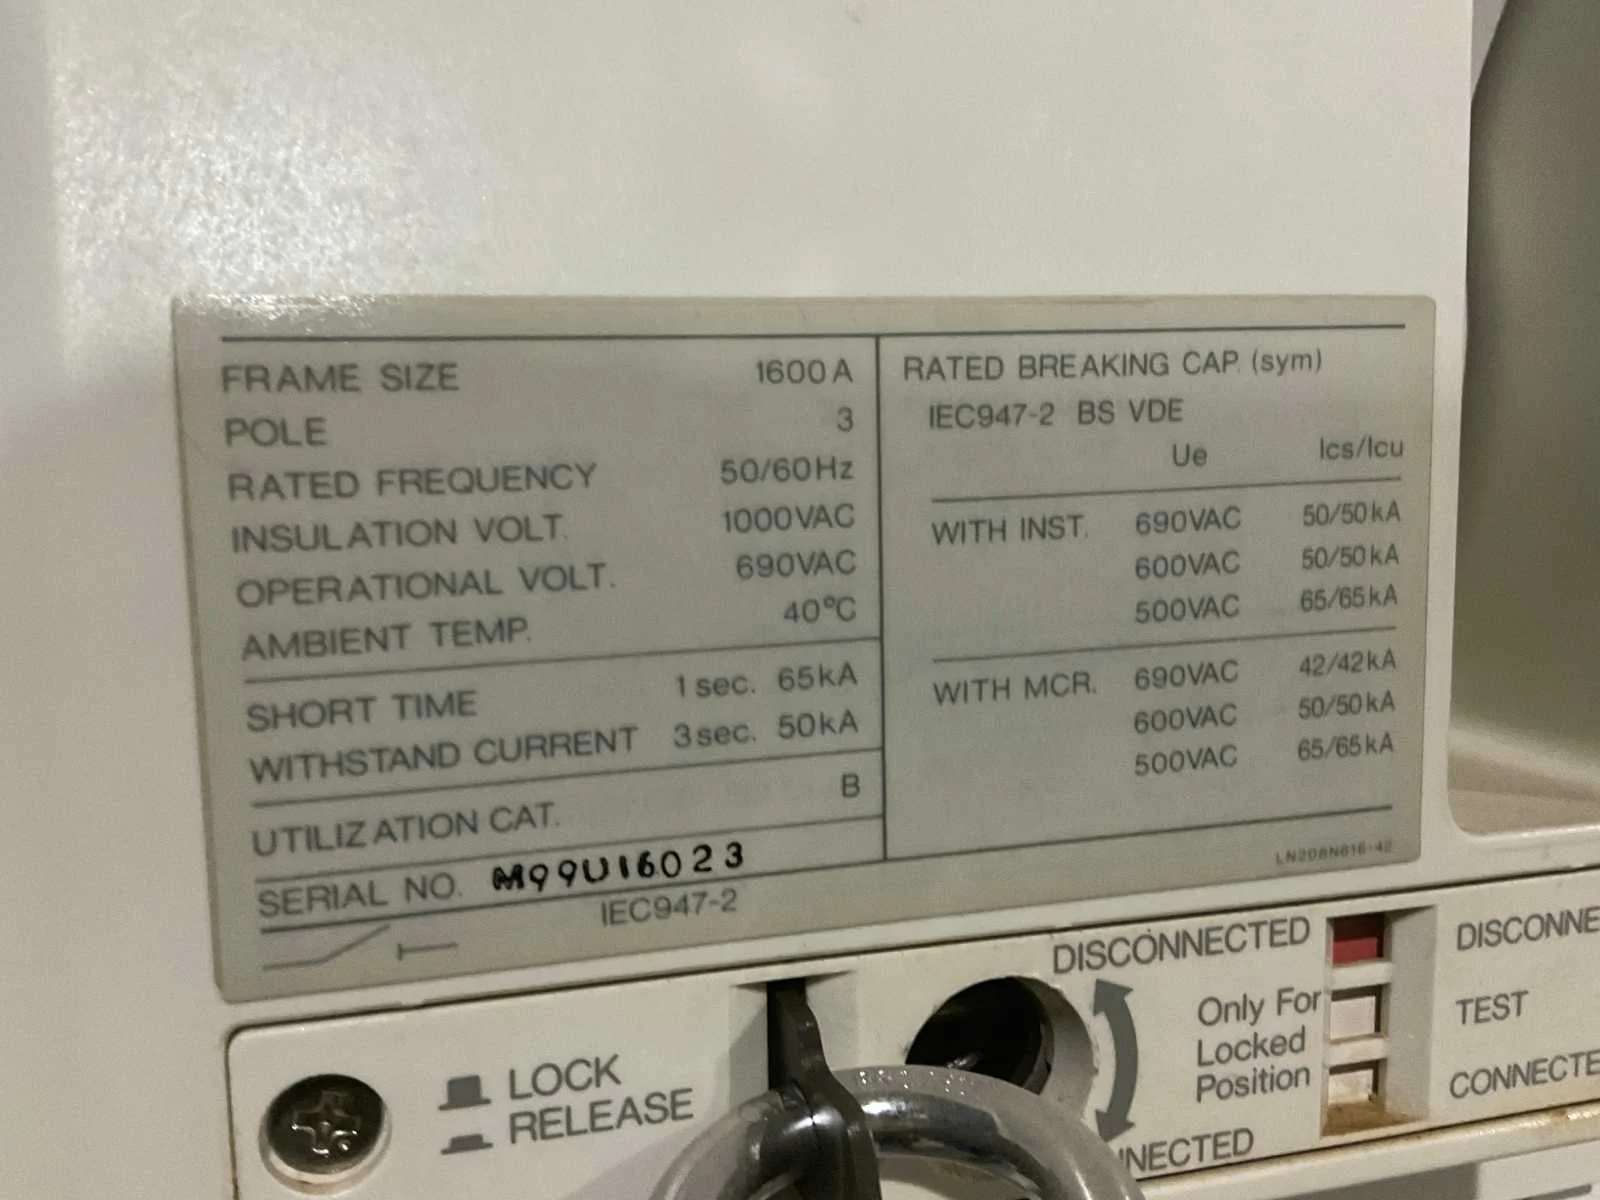 FRAME SIZE 1600A
POLE 3
RATED FREQUENCY 50/60Hz
INSULATION VOLT. 1000VAC
OPERATIONAL VOLT. 690VAC
AMBIENT TEMP. 40°C
SHORT TIME 1 sec. 65kA
WITHSTAND CURRENT 3sec. 50kA
UTILIZATION CAT. B
SERIAL NO. M99U16023
IEC947-2
RATED BREAKING CAP. (sym)
IEC947-2 BS VDE
Ue Ics/Icu
WITH INST. 690VAC 50/50kA
600VAC 50/50kA
500VAC 65/65kA
WITH MCR. 690VAC 42/42kA
600VAC 50/50kA
500VAC 65/65kA
LN208N616-42
LOCK
RELEASE
DISCONNECTED
Only For
Locked
Position
NNECTED
DISCONNE
TEST
CONNECTE